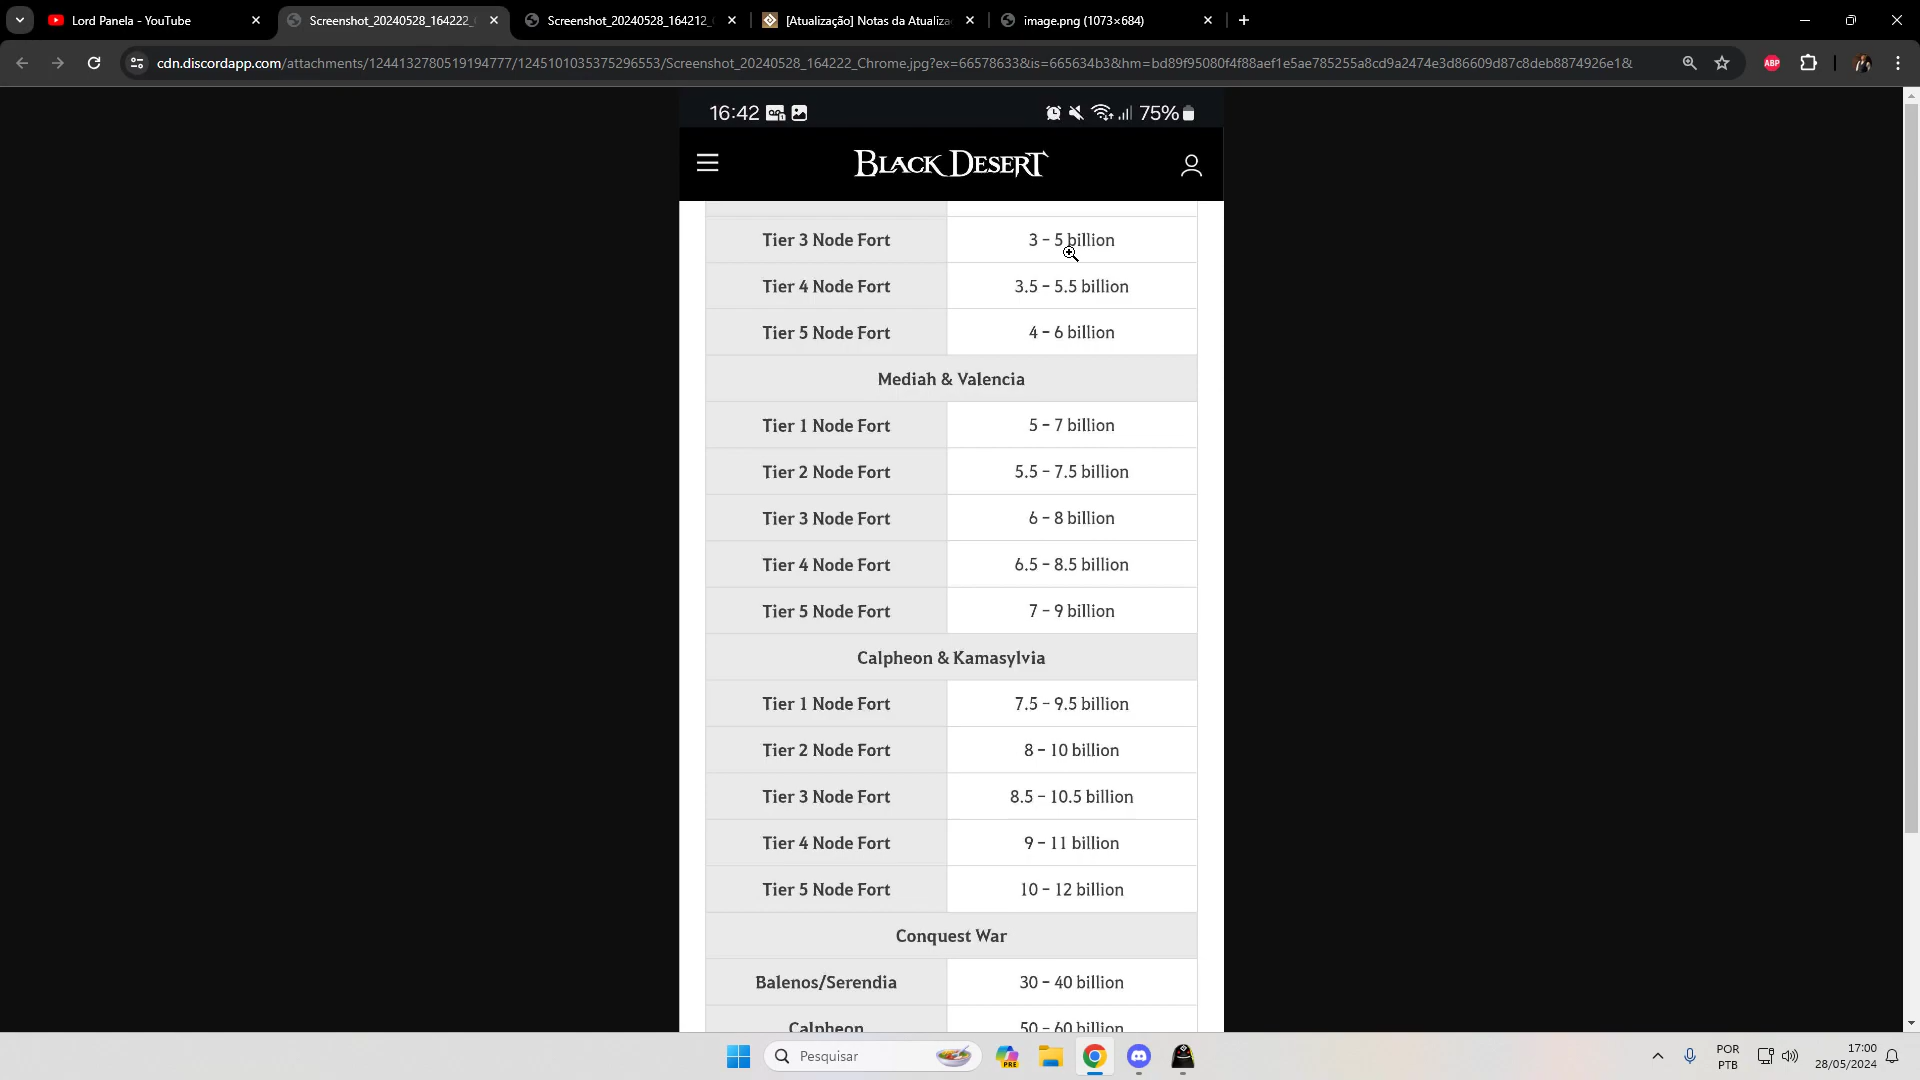 Lord Panela - YouTube
Screenshot_20240528_164222_
Screenshot_20240528_164212_
[Atualização] Notas da Atualiza
image.png (1073×684)
cdn.discordapp.com/attachments/1244132780519194777/1245101035375296553/Screenshot_20240528_164222_Chrome.jpg?ex=66578633&is=665634b3&hm=bd89f95080f4f88aef1e5ae785255a8cd9a2474e3d86609d87c8deb8874926e1&
ABP
16:42
75%
BLACK DESERT
Tier 3 Node Fort 3 - 5 billion
Tier 4 Node Fort 3.5 - 5.5 billion
Tier 5 Node Fort 4 - 6 billion
Mediah & Valencia
Tier 1 Node Fort 5 - 7 billion
Tier 2 Node Fort 5.5 - 7.5 billion
Tier 3 Node Fort 6 - 8 billion
Tier 4 Node Fort 6.5 - 8.5 billion
Tier 5 Node Fort 7 - 9 billion
Calpheon & Kamasylvia
Tier 1 Node Fort 7.5 - 9.5 billion
Tier 2 Node Fort 8 - 10 billion
Tier 3 Node Fort 8.5 - 10.5 billion
Tier 4 Node Fort 9 - 11 billion
Tier 5 Node Fort 10 - 12 billion
Conquest War
Balenos/Serendia 30 - 40 billion
Calpheon 50 - 60 billion
Pesquisar
PRE
POR
PTB
17:00
28/05/2024